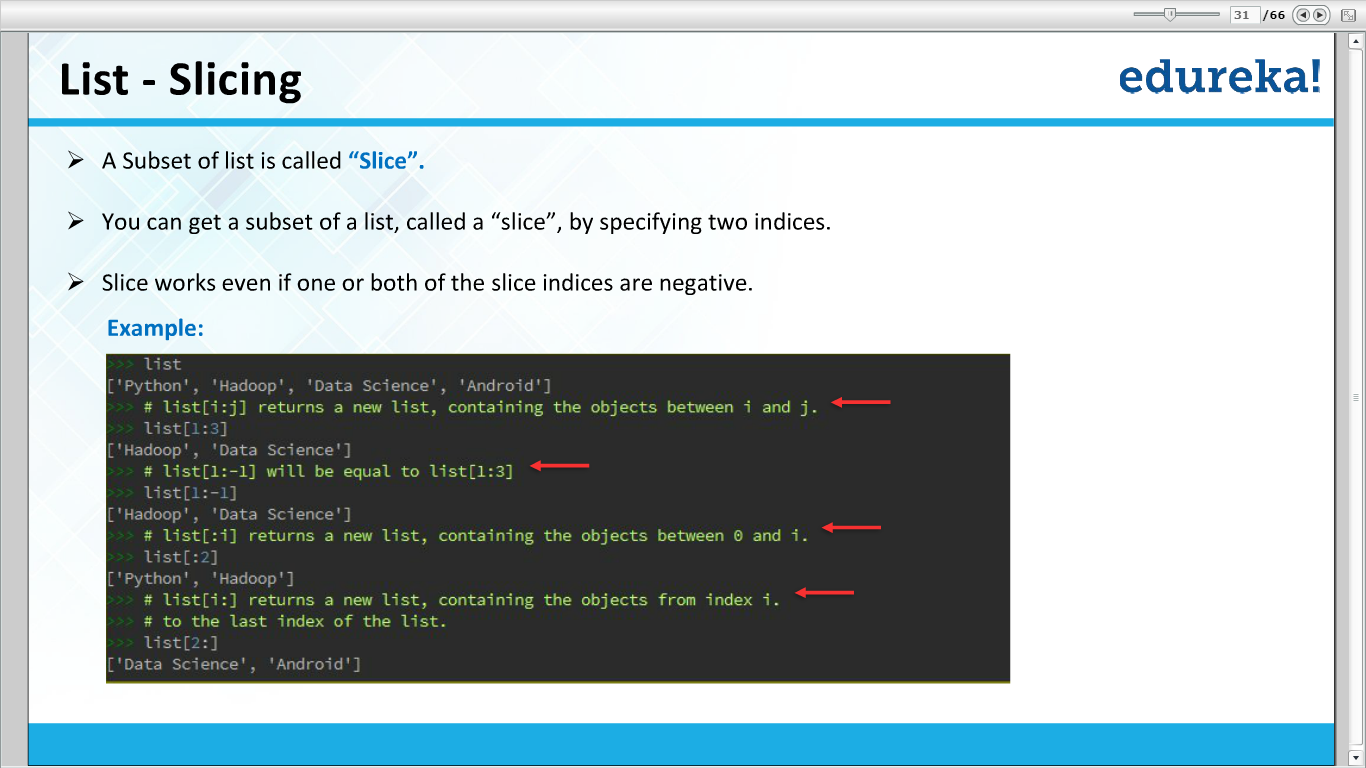 31 /66
List - Slicing
edureka!
➢ A Subset of list is called “Slice”.
➢ You can get a subset of a list, called a “slice”, by specifying two indices.
➢ Slice works even if one or both of the slice indices are negative.
Example:
>>> list
['Python', 'Hadoop', 'Data Science', 'Android']
>>> # list[i:j] returns a new list, containing the objects between i and j.
>>> list[1:3]
['Hadoop', 'Data Science']
>>> # list[1:-1] will be equal to list[1:3]
>>> list[1:-1]
['Hadoop', 'Data Science']
>>> # list[:i] returns a new list, containing the objects between 0 and i.
>>> list[:2]
['Python', 'Hadoop']
>>> # list[i:] returns a new list, containing the objects from index i.
>>> # to the last index of the list.
>>> list[2:]
['Data Science', 'Android']